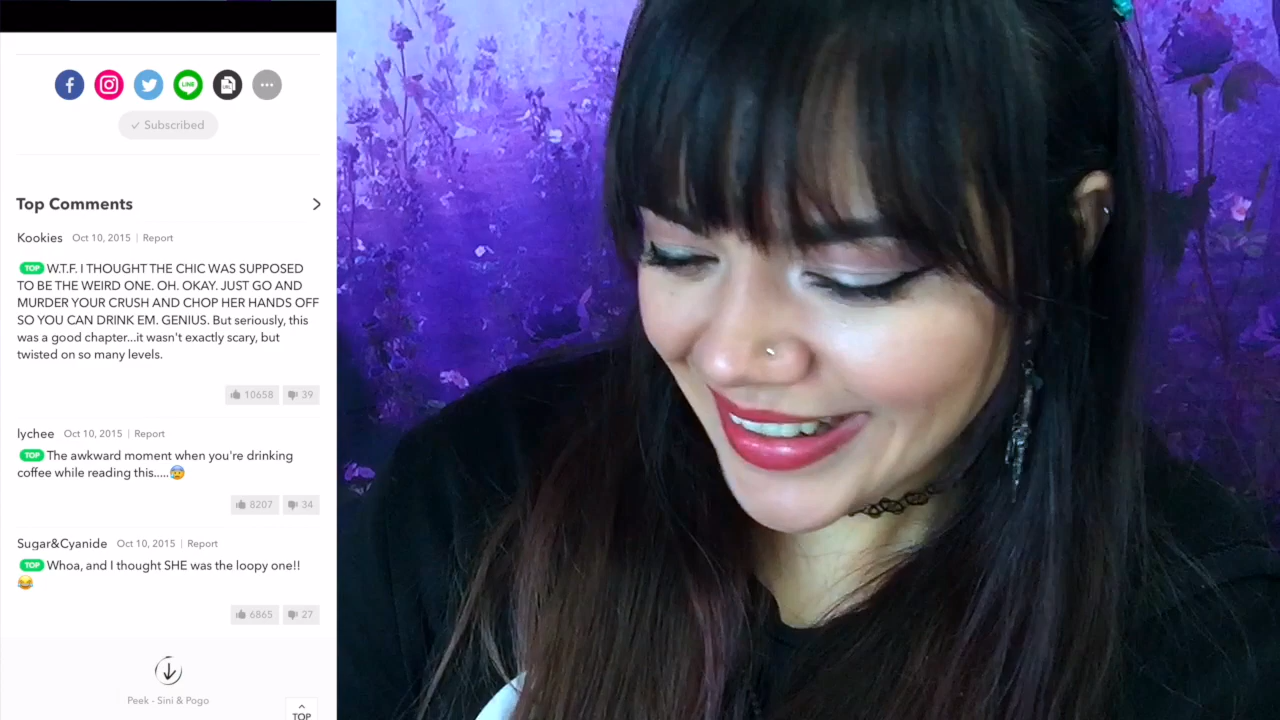 LINE
URL
✓ Subscribed
Top Comments
Kookies Oct 10, 2015 | Report
TOP W.T.F. I THOUGHT THE CHIC WAS SUPPOSED
TO BE THE WEIRD ONE. OH. OKAY. JUST GO AND
MURDER YOUR CRUSH AND CHOP HER HANDS OFF
SO YOU CAN DRINK EM. GENIUS. But seriously, this
was a good chapter...it wasn't exactly scary, but
twisted on so many levels.
10658 39
lychee Oct 10, 2015 | Report
TOP The awkward moment when you're drinking
coffee while reading this.....😰
8207 34
Sugar&Cyanide Oct 10, 2015 | Report
TOP Whoa, and I thought SHE was the loopy one!!
😂
6865 27
Peek - Sini & Pogo
TOP